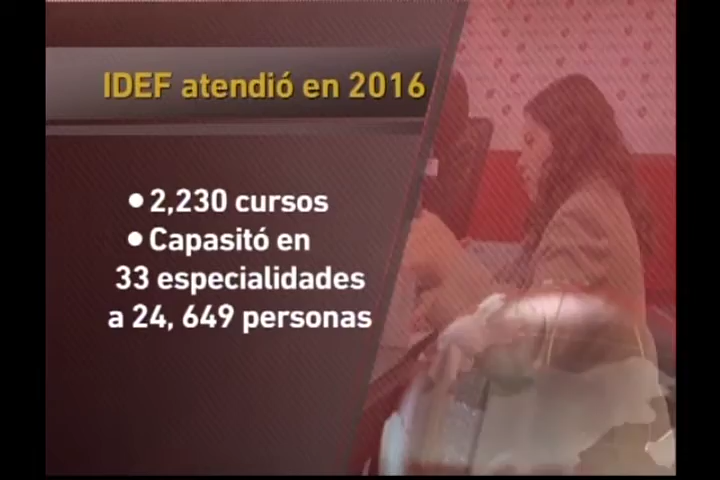 IDEF atendió en 2016
• 2,230 cursos
• Capasitó en
33 especialidades
a 24, 649 personas